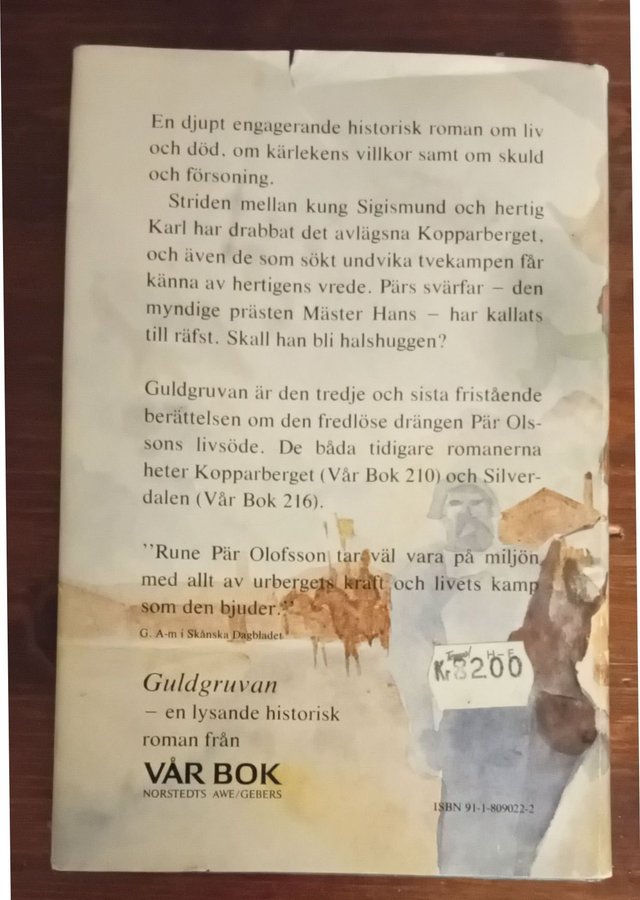 En djupt engagerande historisk roman om liv
och död, om kärlekens villkor samt om skuld
och försoning.
Striden mellan kung Sigismund och hertig
Karl har drabbat det avlägsna Kopparberget,
och även de som sökt undvika tvekampen får
känna av hertigens vrede. Pärs svärfar – den
myndige prästen Mäster Hans – har kallats
till räfst. Skall han bli halshuggen?
Guldgruvan är den tredje och sista fristående
berättelsen om den fredlöse drängen Pär Ols-
sons livsöde. De båda tidigare romanerna
heter Kopparberget (Vår Bok 210) och Silver-
dalen (Vår Bok 216).
”Rune Pär Olofsson tar väl vara på miljön
med allt av urbergets kraft och livets kamp
som den bjuder.”
G. A-m i Skånska Dagbladet
Guldgruvan
– en lysande historisk
roman från
VÅR BOK
NORSTEDTS AWE/GEBERS
H-E
Kr 8200
ISBN 91-1-809022-2